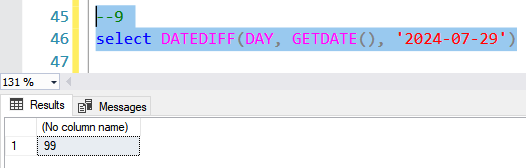 45
--9
46
select DATEDIFF(DAY, GETDATE(), '2024-07-29')
47
131 %
Results
Messages
(No column name)
1
99